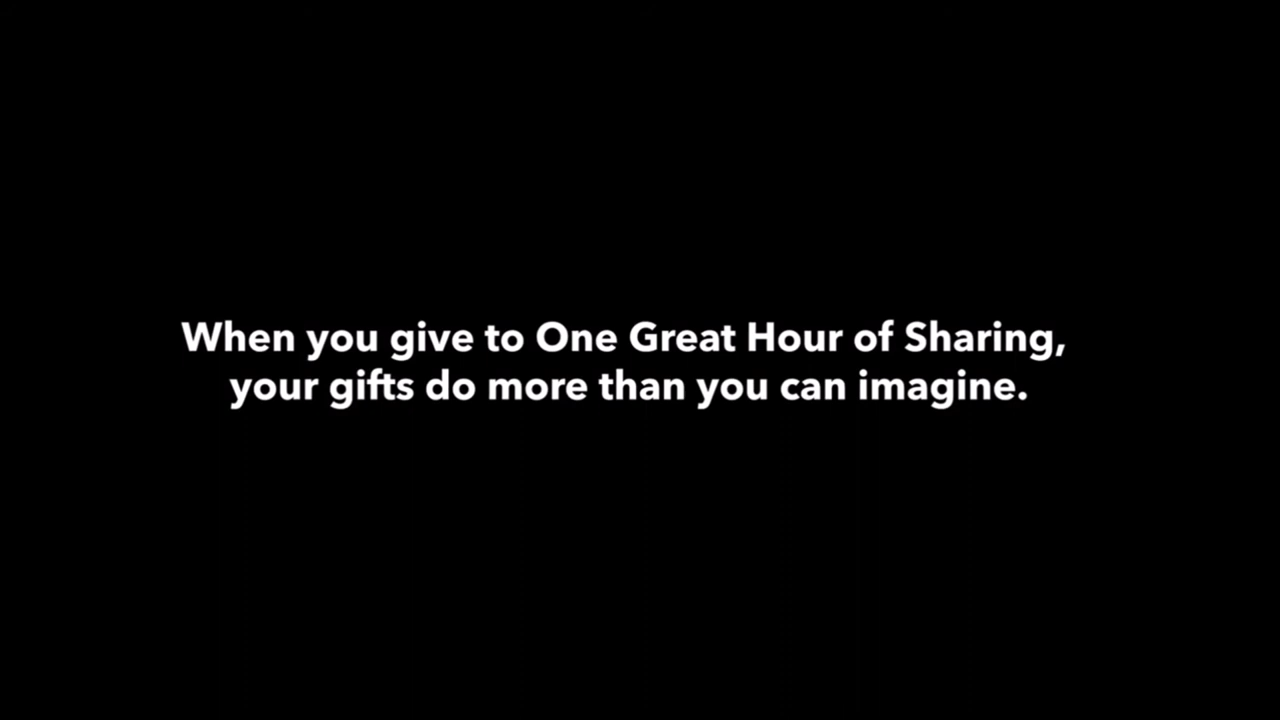 When you give to One Great Hour of Sharing,
your gifts do more than you can imagine.